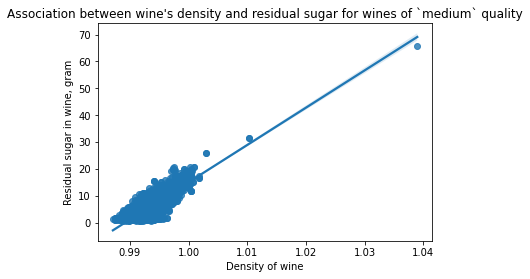 Association between wine's density and residual sugar for wines of `medium` quality
70
60
50
40
30
20
10
0
Residual sugar in wine, gram
0.99 1.00 1.01 1.02 1.03 1.04
Density of wine